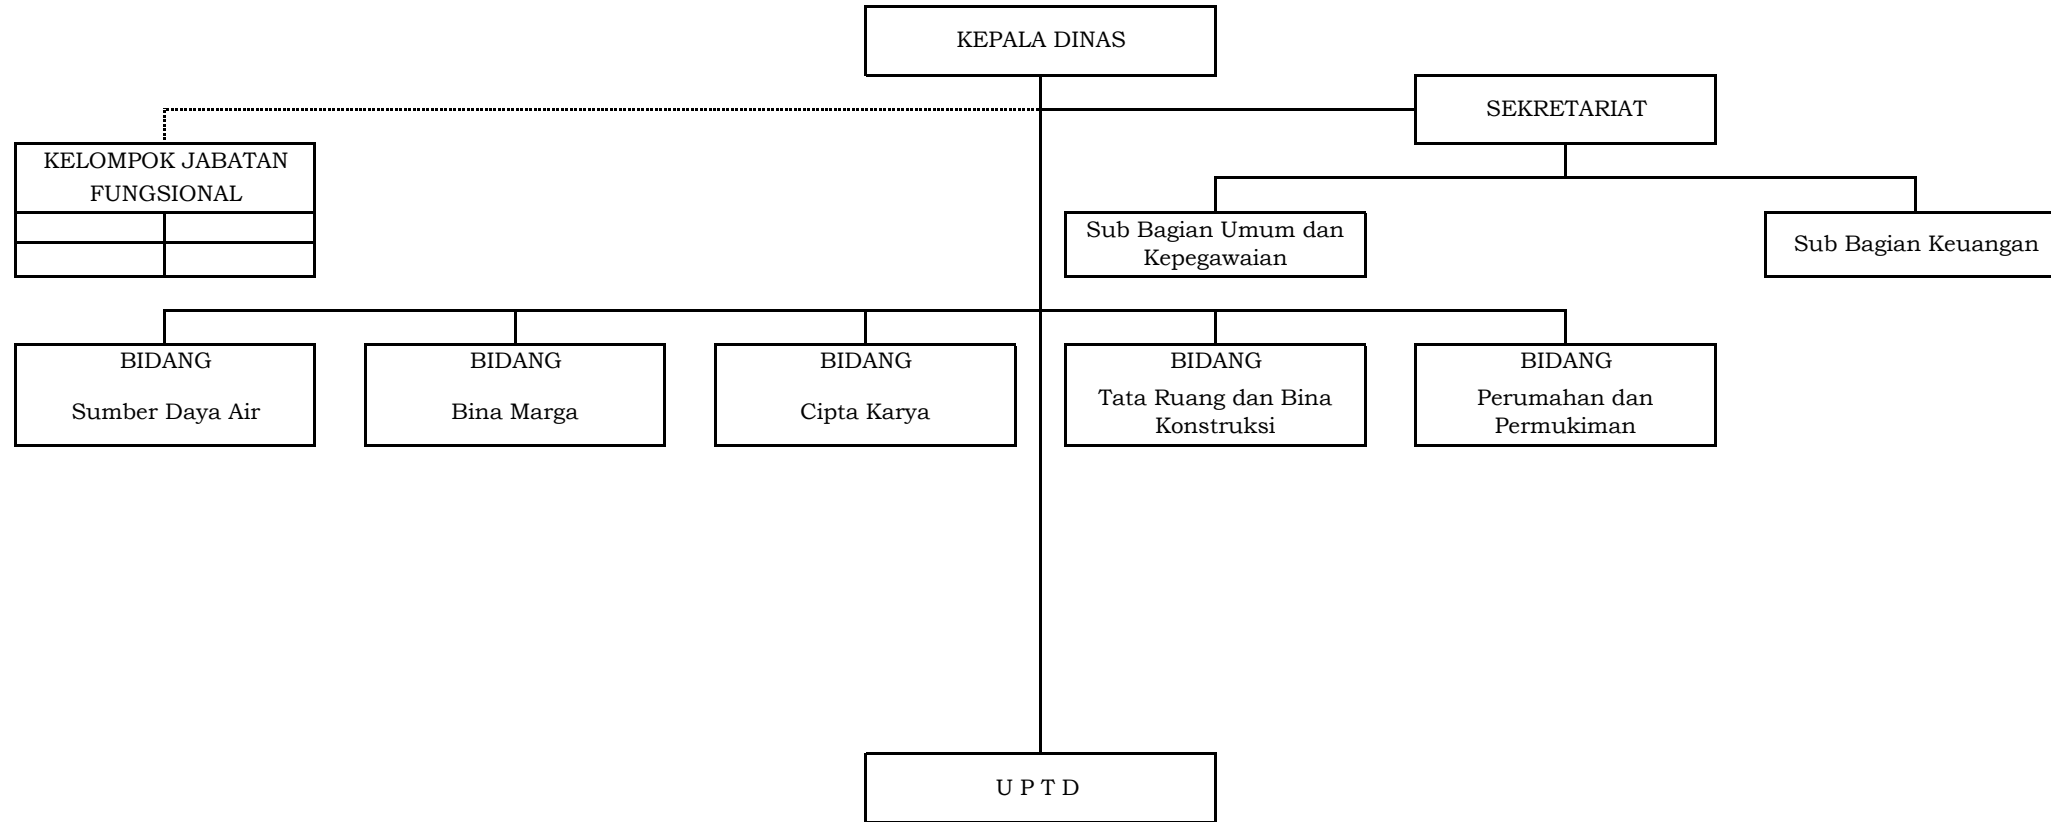 KEPALA DINAS
SEKRETARIAT
KELOMPOK JABATAN
FUNGSIONAL
Sub Bagian Umum dan
Kepegawaian
Sub Bagian Keuangan
BIDANG
Sumber Daya Air
BIDANG
Bina Marga
BIDANG
Cipta Karya
BIDANG
Tata Ruang dan Bina
Konstruksi
BIDANG
Perumahan dan
Permukiman
U P T D